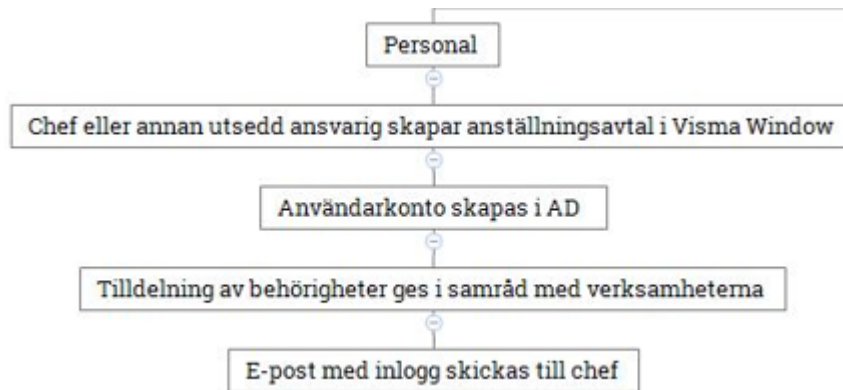 Personal
Chef eller annan utsedd ansvarig skapar anställningsavtal i Visma Window
Användarkonto skapas i AD
Tilldelning av behörigheter ges i samråd med verksamheterna
E-post med inlogg skickas till chef